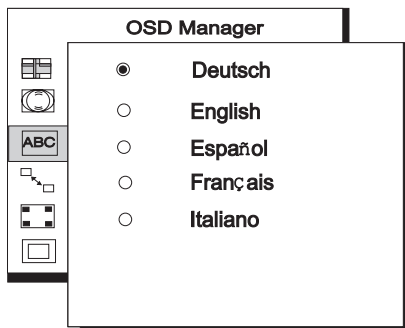 OSD Manager
Deutsch
English
ABC
Español
Français
Italiano